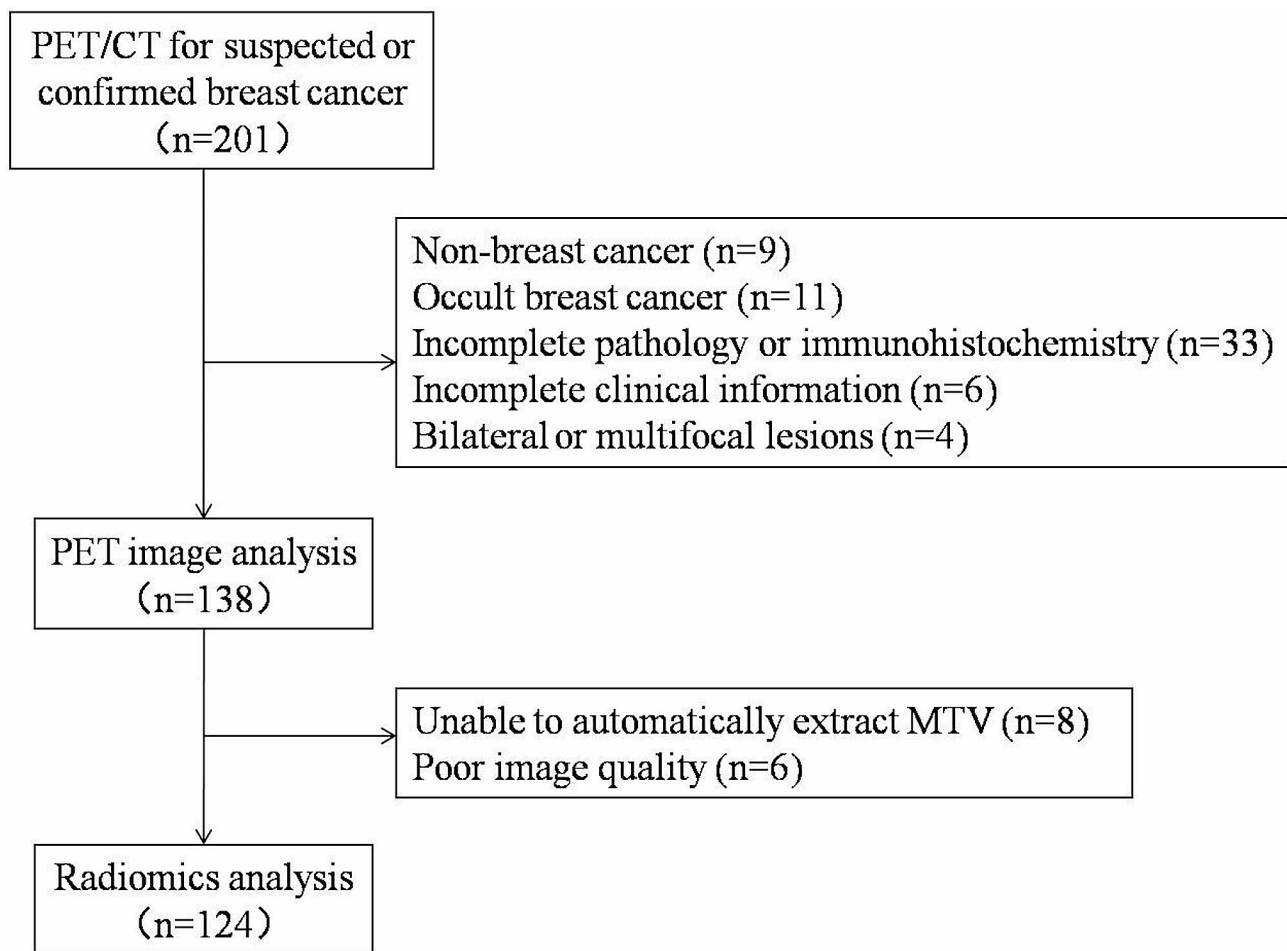 PET/CT for suspected or
confirmed breast cancer
(n=201)
Non-breast cancer (n=9)
Occult breast cancer (n=11)
Incomplete pathology or immunohistochemistry (n=33)
Incomplete clinical information (n=6)
Bilateral or multifocal lesions (n=4)
PET image analysis
(n=138)
Unable to automatically extract MTV (n=8)
Poor image quality (n=6)
Radiomics analysis
(n=124)